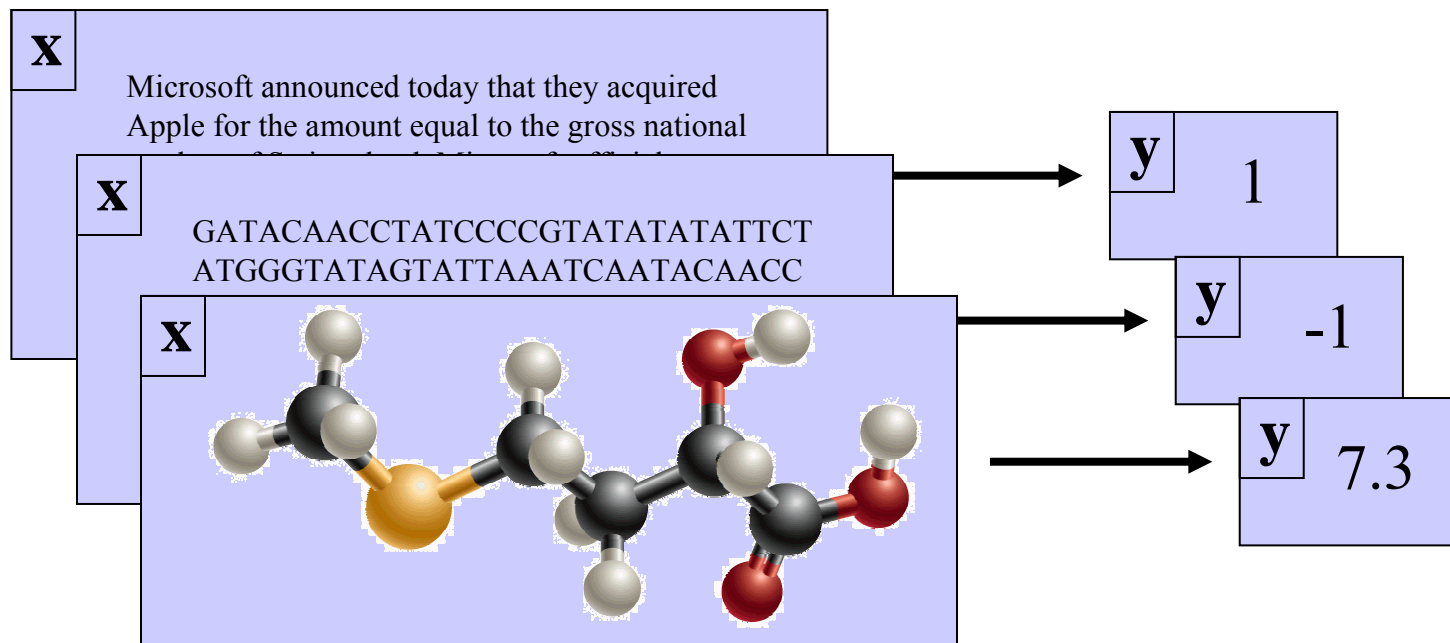 x
Microsoft announced today that they acquired
Apple for the amount equal to the gross national
x
GATACAACCTATCCCCGTATATATATTCT
ATGGGTATAGTATTAAATCAATACAACC
x
y
1
y
-1
y
7.3